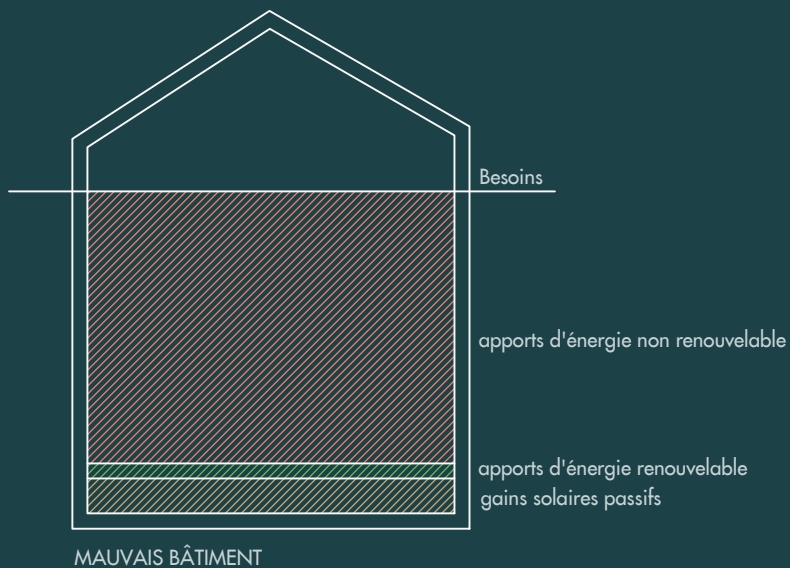 Besoins
apports d'énergie non renouvelable
apports d'énergie renouvelable
gains solaires passifs
MAUVAIS BÂTIMENT